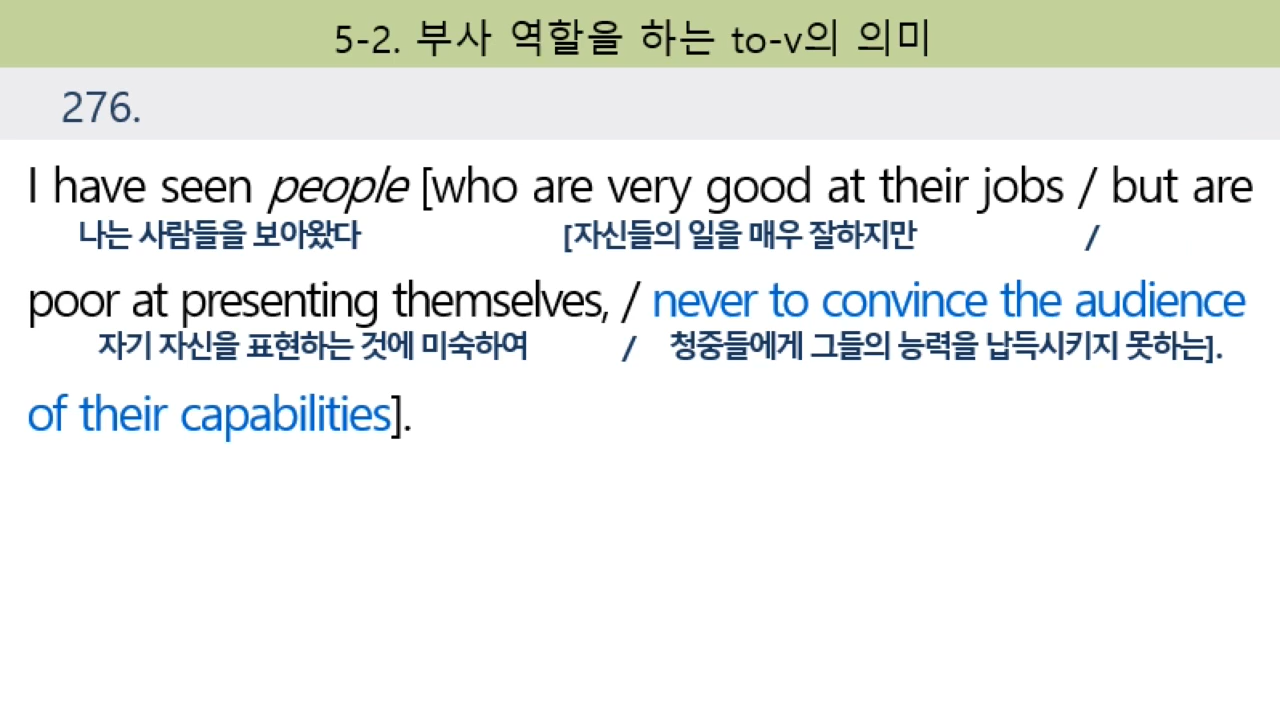 5-2. 부사 역할을 하는 to-v의 의미
276.
I have seen people [who are very good at their jobs / but are
나는 사람들을 보아왔다 [자신들의 일을 매우 잘하지만 /
poor at presenting themselves, / never to convince the audience
자기 자신을 표현하는 것에 미숙하여 / 청중들에게 그들의 능력을 납득시키지 못하는].
of their capabilities].